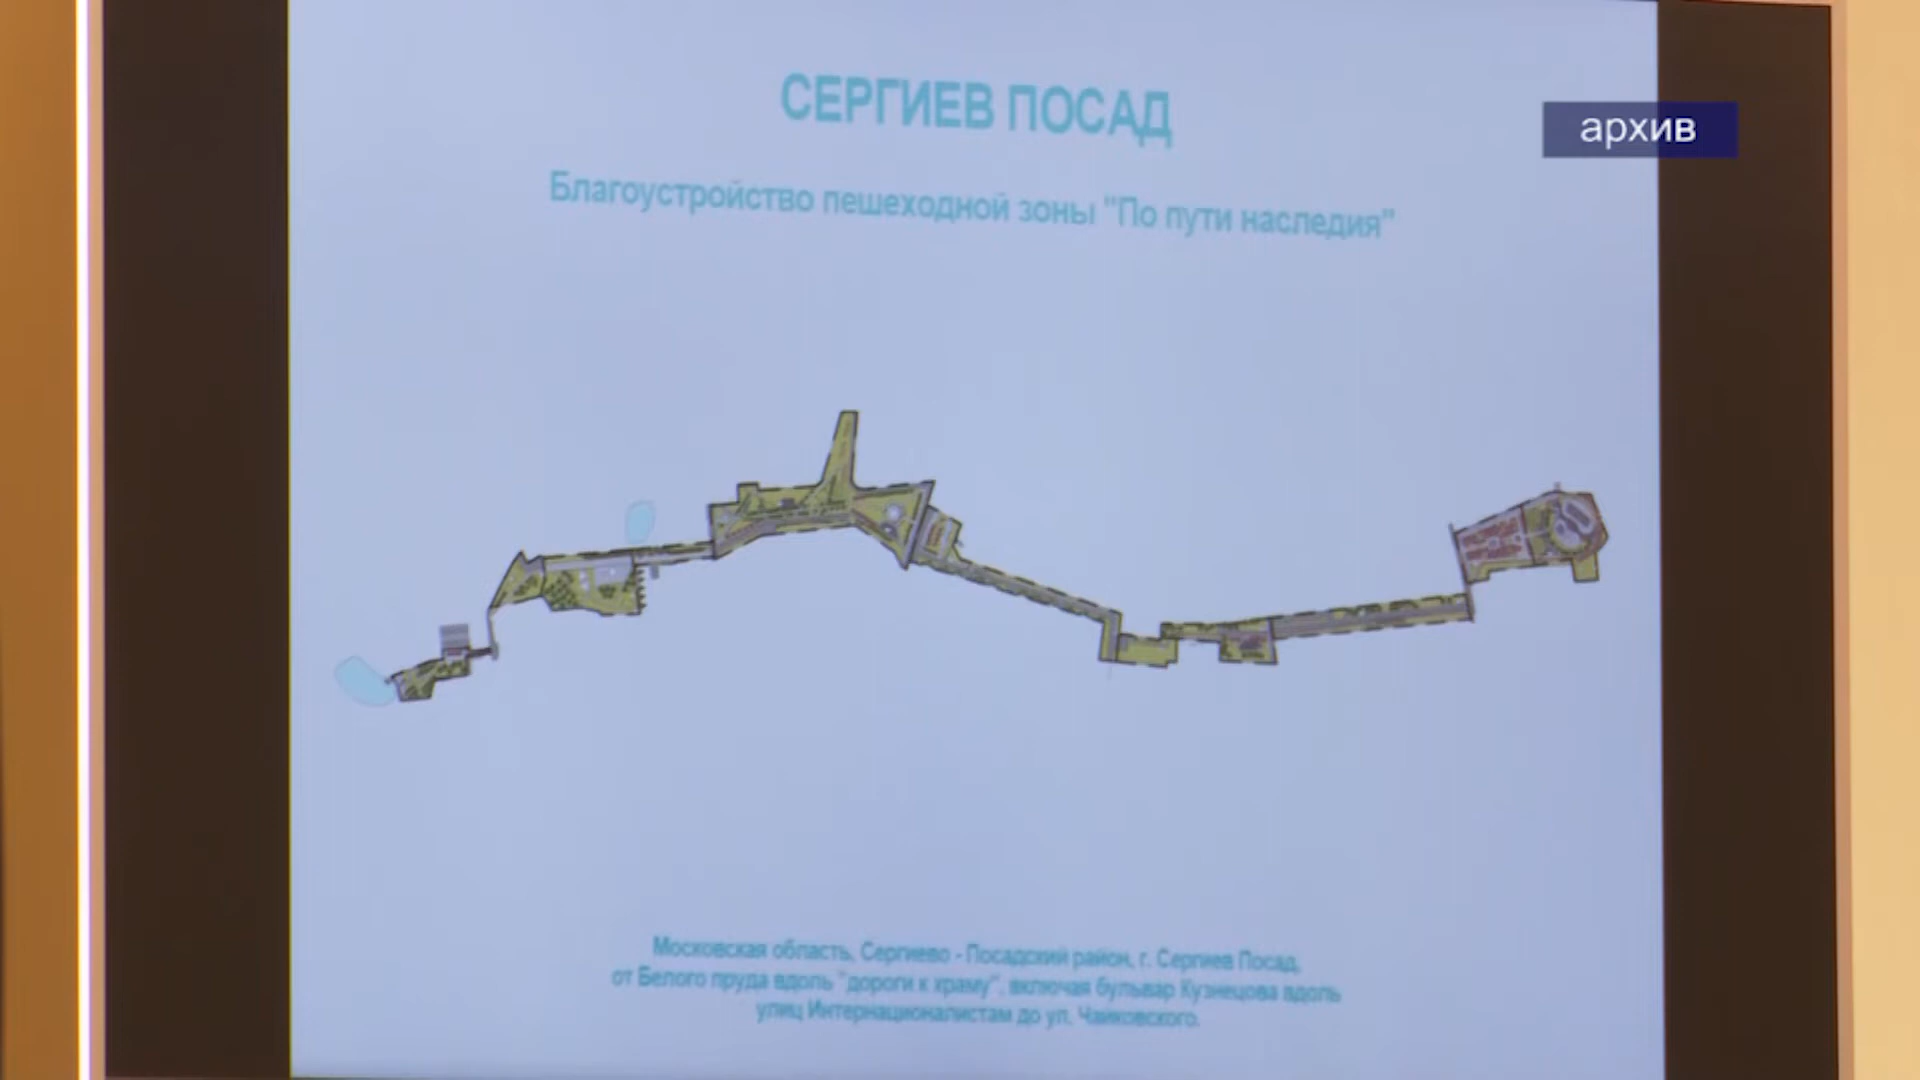 СЕРГИЕВ ПОСАД
архив
Благоустройство пешеходной зоны "По пути наследия"
Московская область, Сергиево - Посадский район, г. Сергиев Посад,
от Белого пруда вдоль "дороги к храму", включая бульвар Кузнецова вдоль
улиц Интернационалистам до ул. Чайковского.